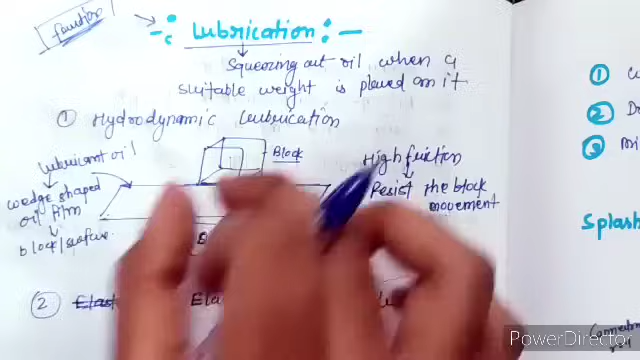 function
Lubrication :-
Squeezing out oil when a
suitable weight is placed on it
① Hydrodynamic Lubrication
Lubricant oil
wedge shaped
oil film
block/surface
Block
High friction
Resist the block
movement
②
①
②
③
Splash
PowerDirector